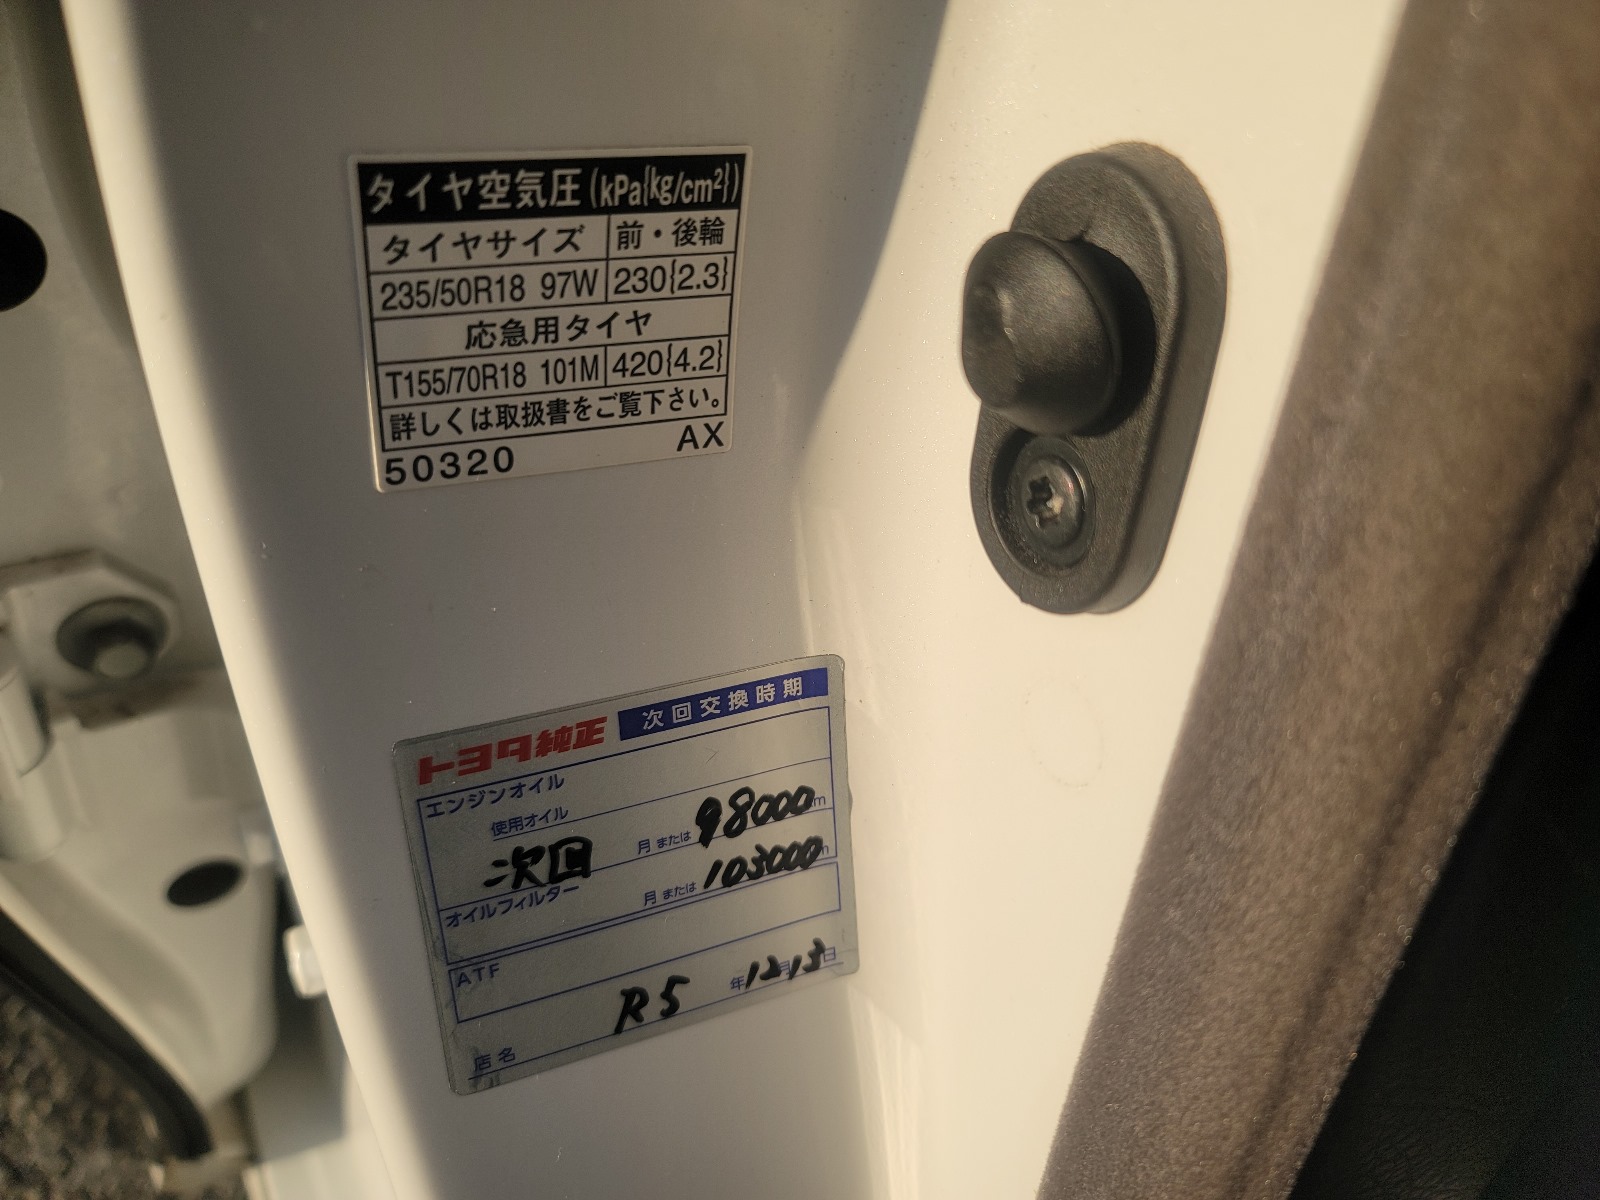 タイヤ空気圧(kPa{kg/cm²})
タイヤサイズ 前・後輪
235/50R18 97W 230{2.3}
応急用タイヤ
T155/70R18 101M 420{4.2}
詳しくは取扱書をご覧下さい。
50320 AX
トヨタ純正 次回交換時期
エンジンオイル
使用オイル
月または 98000
次回
オイルフィルター 月または 103000
ATF
R5 年 12月 13日
店名